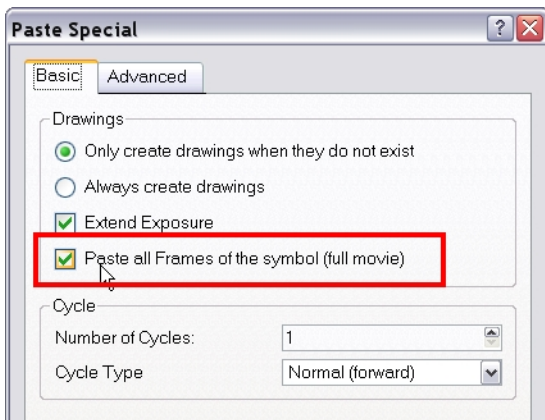 Paste Special
Basic Advanced
Drawings
Only create drawings when they do not exist
Always create drawings
Extend Exposure
Paste all Frames of the symbol (full movie)
Cycle
Number of Cycles: 1
Cycle Type Normal (forward)